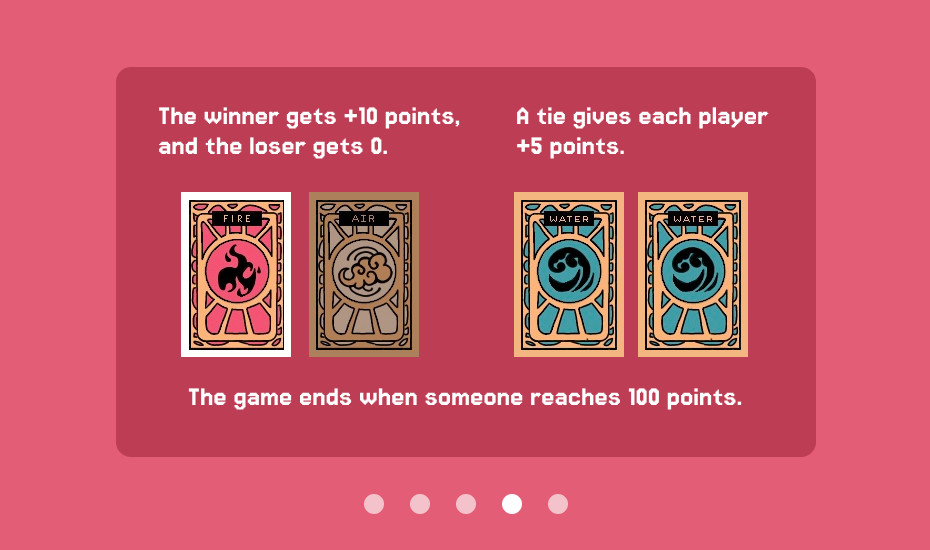 The winner gets +10 points,
and the loser gets 0.
A tie gives each player
+5 points.
FIRE
AIR
WATER
WATER
The game ends when someone reaches 100 points.